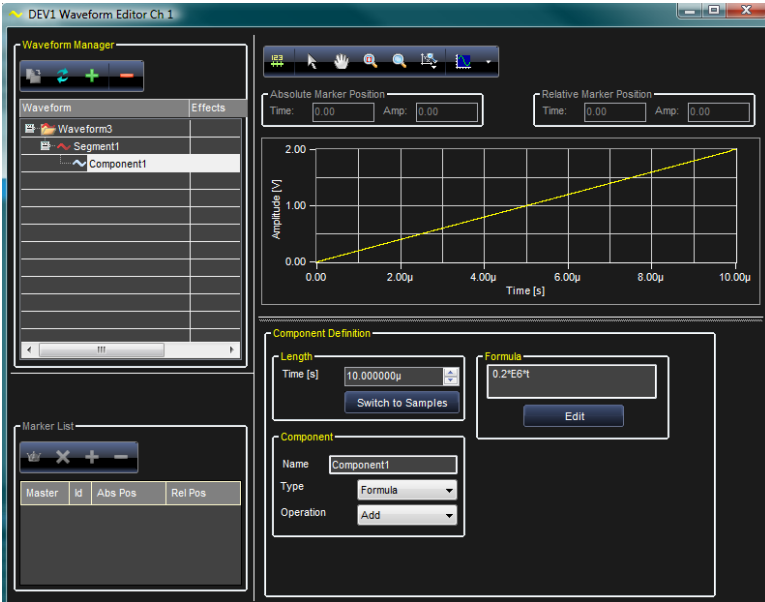 DEV1 Waveform Editor Ch 1
Waveform Manager
Waveform Effects
Waveform3
Segment1
Component1
Marker List
Master Id Abs Pos Rel Pos
123
Absolute Marker Position
Time: 0.00 Amp: 0.00
Relative Marker Position
Time: 0.00 Amp: 0.00
2.00
1.00
0.00
Amplitude [V]
0.00 2.00µ 4.00µ 6.00µ 8.00µ 10.00µ
Time [s]
Component Definition
Length
Time [s] 10.000000µ
Switch to Samples
Formula
0.2*E6*t
Edit
Component
Name Component1
Type Formula
Operation Add